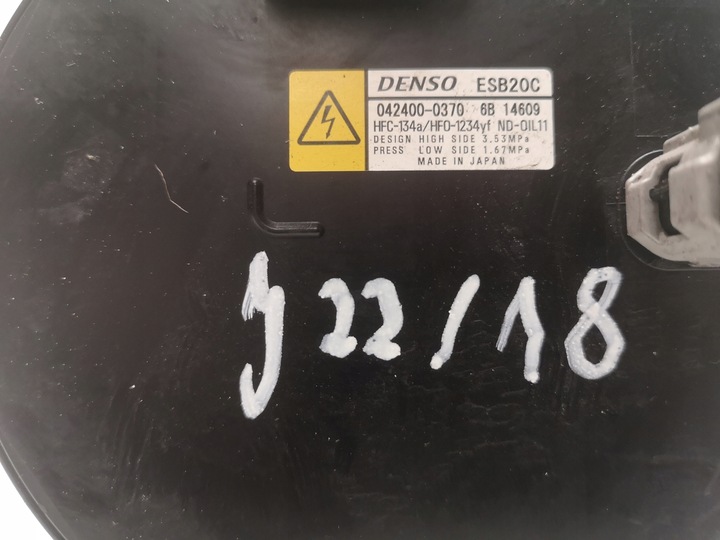 DENSO ESB20C
042400-0370 6B 14609
HFC-134a/HFO-1234yf ND-OIL11
DESIGN HIGH SIDE 3.53MPa
PRESS LOW SIDE 1.67MPa
MADE IN JAPAN
J22/18